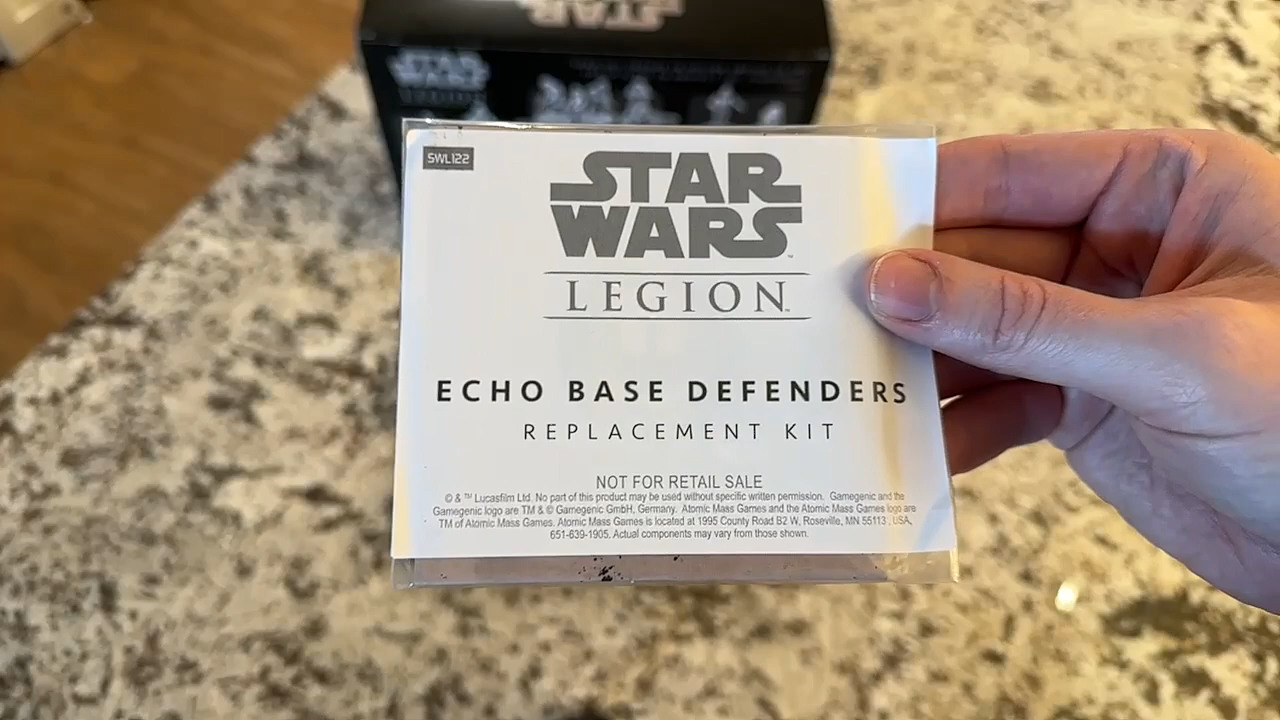 STAR
STAR
WARS
SWL122
STAR
WARS™
LEGION™
ECHO BASE DEFENDERS
REPLACEMENT KIT
NOT FOR RETAIL SALE
© & ™ Lucasfilm Ltd. No part of this product may be used without specific written permission. Gamegenic and the
Gamegenic logo are TM & © Gamegenic GmbH, Germany. Atomic Mass Games and the Atomic Mass Games logo are
TM of Atomic Mass Games. Atomic Mass Games is located at 1995 County Road B2 W, Roseville, MN 55113, USA,
651-639-1905. Actual components may vary from those shown.